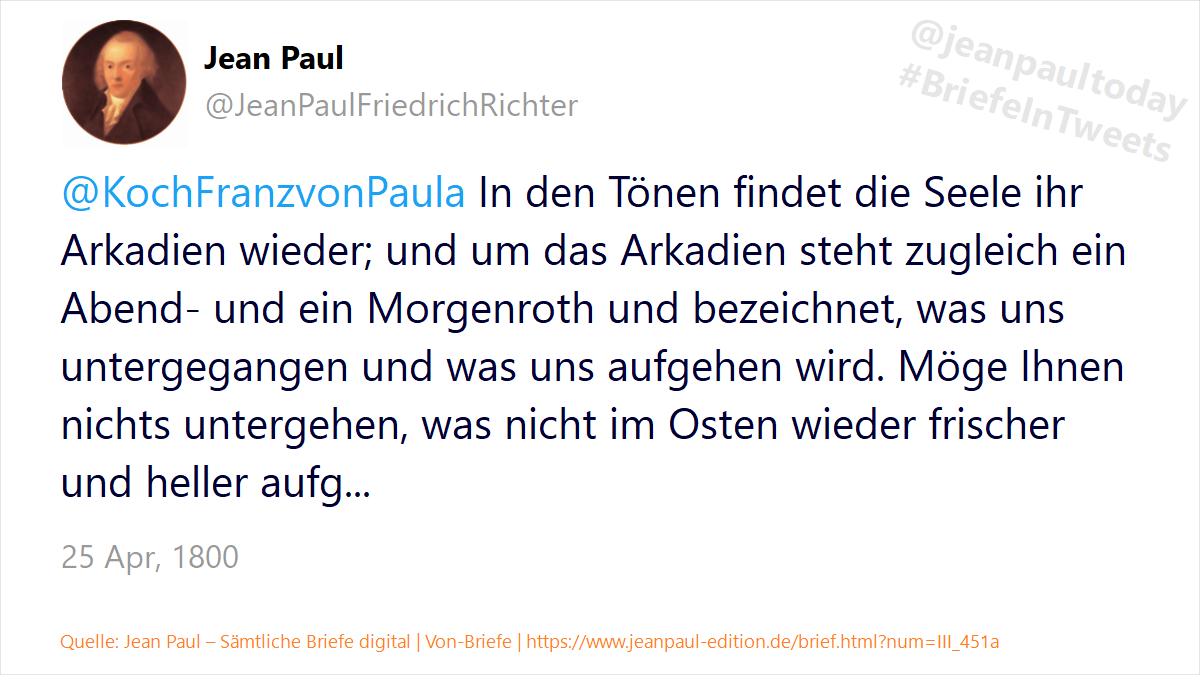 Jean Paul
@JeanPaulFriedrichRichter
@jeanpaultoday
#BriefeInTweets
@KochFranzvonPaula In den Tönen findet die Seele ihr
Arkadien wieder; und um das Arkadien steht zugleich ein
Abend- und ein Morgenroth und bezeichnet, was uns
untergegangen und was uns aufgehen wird. Möge Ihnen
nichts untergehen, was nicht im Osten wieder frischer
und heller aufg...
25 Apr, 1800
Quelle: Jean Paul – Sämtliche Briefe digital | Von-Briefe | https://www.jeanpaul-edition.de/brief.html?num=III_451a